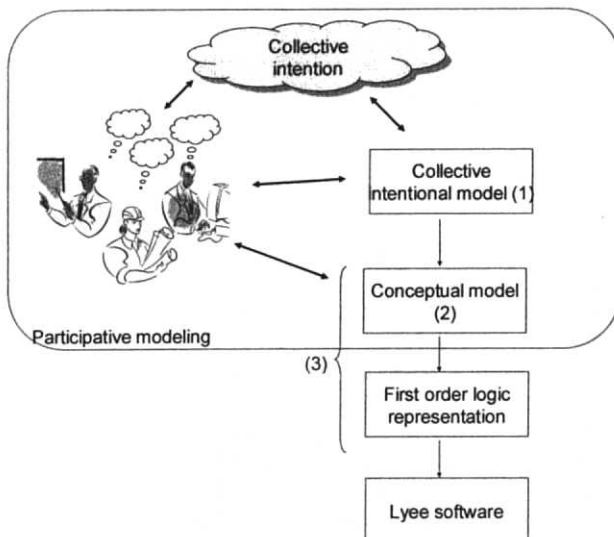 Collective
intention
Collective
intentional model (1)
Conceptual model
(2)
Participative modeling
(3)
First order logic
representation
Lyee software